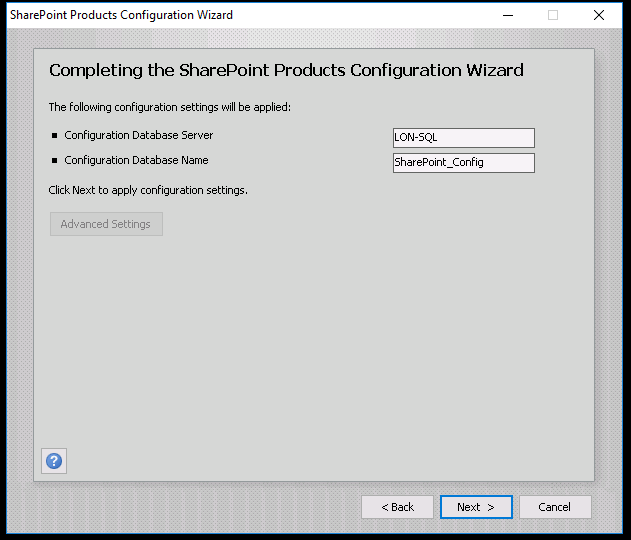 SharePoint Products Configuration Wizard
Completing the SharePoint Products Configuration Wizard
The following configuration settings will be applied:
Configuration Database Server LON-SQL
Configuration Database Name SharePoint_Config
Click Next to apply configuration settings.
Advanced Settings
?
< Back Next > Cancel